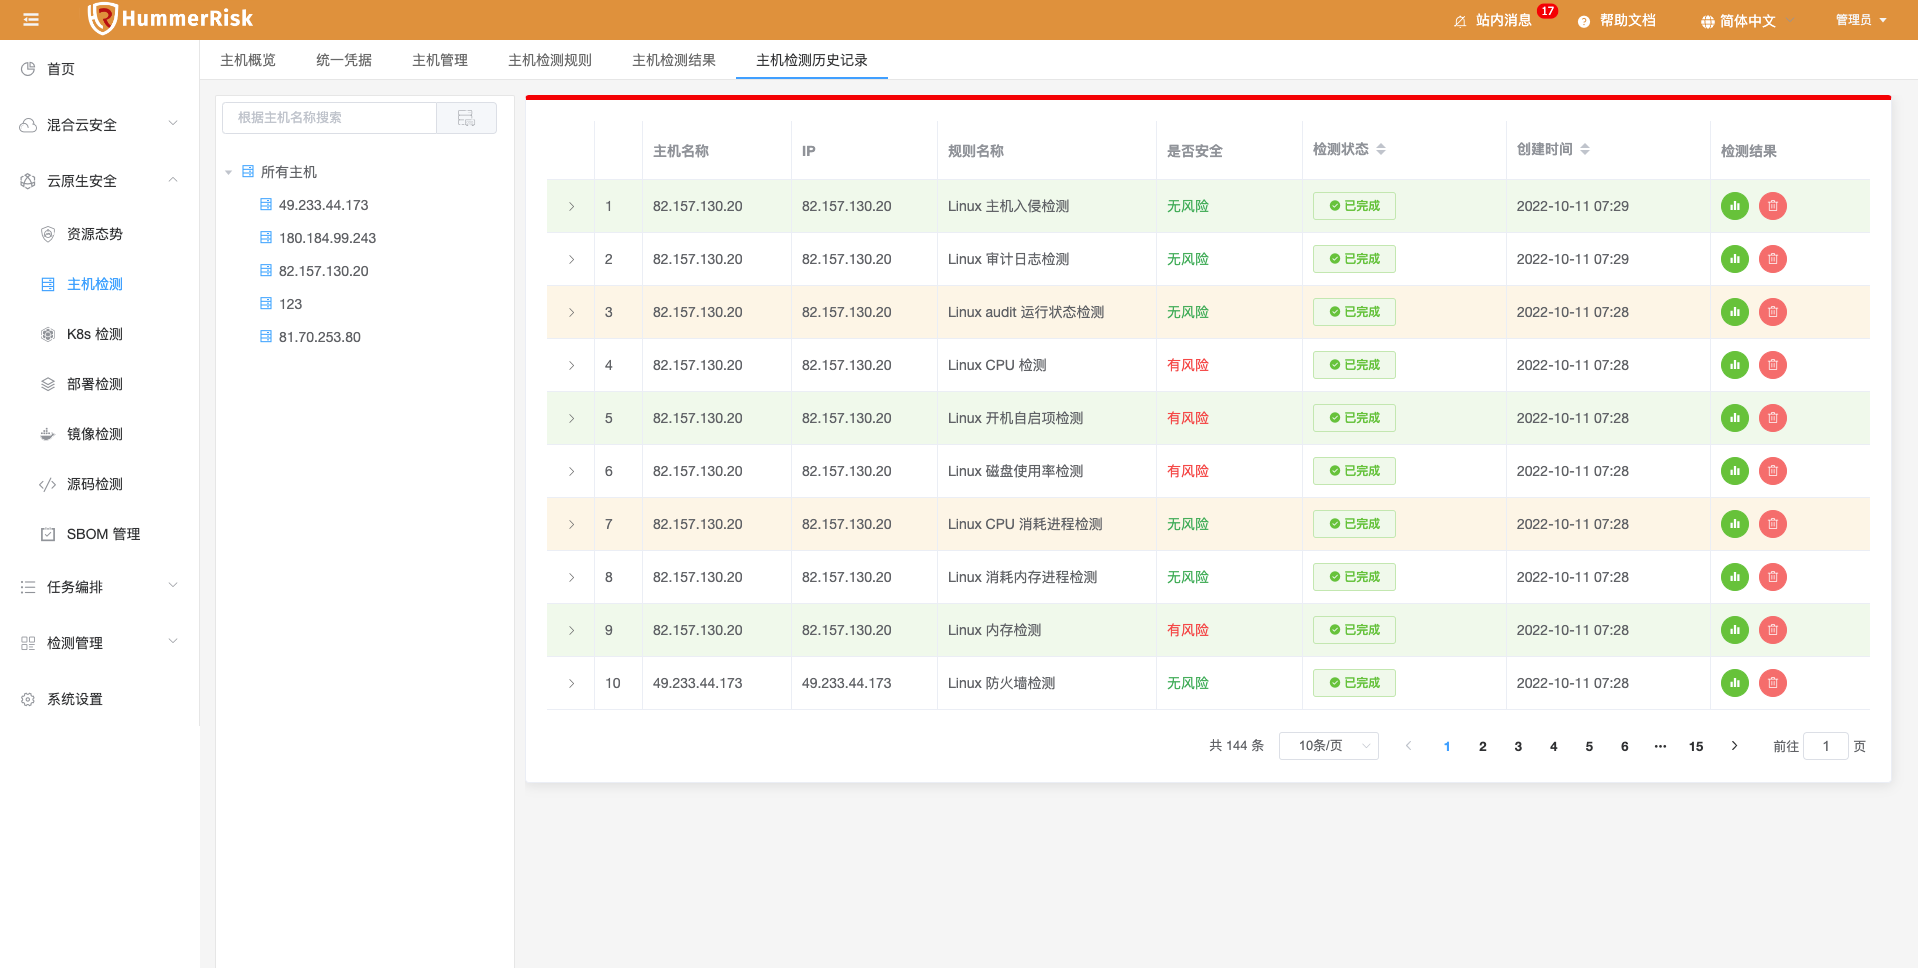 HummerRisk
站内消息 17
帮助文档
简体中文
管理员
首页
混合云安全
云原生安全
资源态势
主机检测
K8s 检测
部署检测
镜像检测
源码检测
SBOM 管理
任务编排
检测管理
系统设置
主机概览 统一凭据 主机管理 主机检测规则 主机检测结果 主机检测历史记录
根据主机名称搜索
所有主机
49.233.44.173
180.184.99.243
82.157.130.20
123
81.70.253.80
主机名称 IP 规则名称 是否安全 检测状态 创建时间 检测结果
1 82.157.130.20 82.157.130.20 Linux 主机入侵检测 无风险 已完成 2022-10-11 07:29
2 82.157.130.20 82.157.130.20 Linux 审计日志检测 无风险 已完成 2022-10-11 07:29
3 82.157.130.20 82.157.130.20 Linux audit 运行状态检测 无风险 已完成 2022-10-11 07:28
4 82.157.130.20 82.157.130.20 Linux CPU 检测 有风险 已完成 2022-10-11 07:28
5 82.157.130.20 82.157.130.20 Linux 开机自启项检测 有风险 已完成 2022-10-11 07:28
6 82.157.130.20 82.157.130.20 Linux 磁盘使用率检测 有风险 已完成 2022-10-11 07:28
7 82.157.130.20 82.157.130.20 Linux CPU 消耗进程检测 无风险 已完成 2022-10-11 07:28
8 82.157.130.20 82.157.130.20 Linux 消耗内存进程检测 无风险 已完成 2022-10-11 07:28
9 82.157.130.20 82.157.130.20 Linux 内存检测 有风险 已完成 2022-10-11 07:28
10 49.233.44.173 49.233.44.173 Linux 防火墙检测 无风险 已完成 2022-10-11 07:28
共 144 条 10条/页 1 2 3 4 5 6 ··· 15 前往 1 页